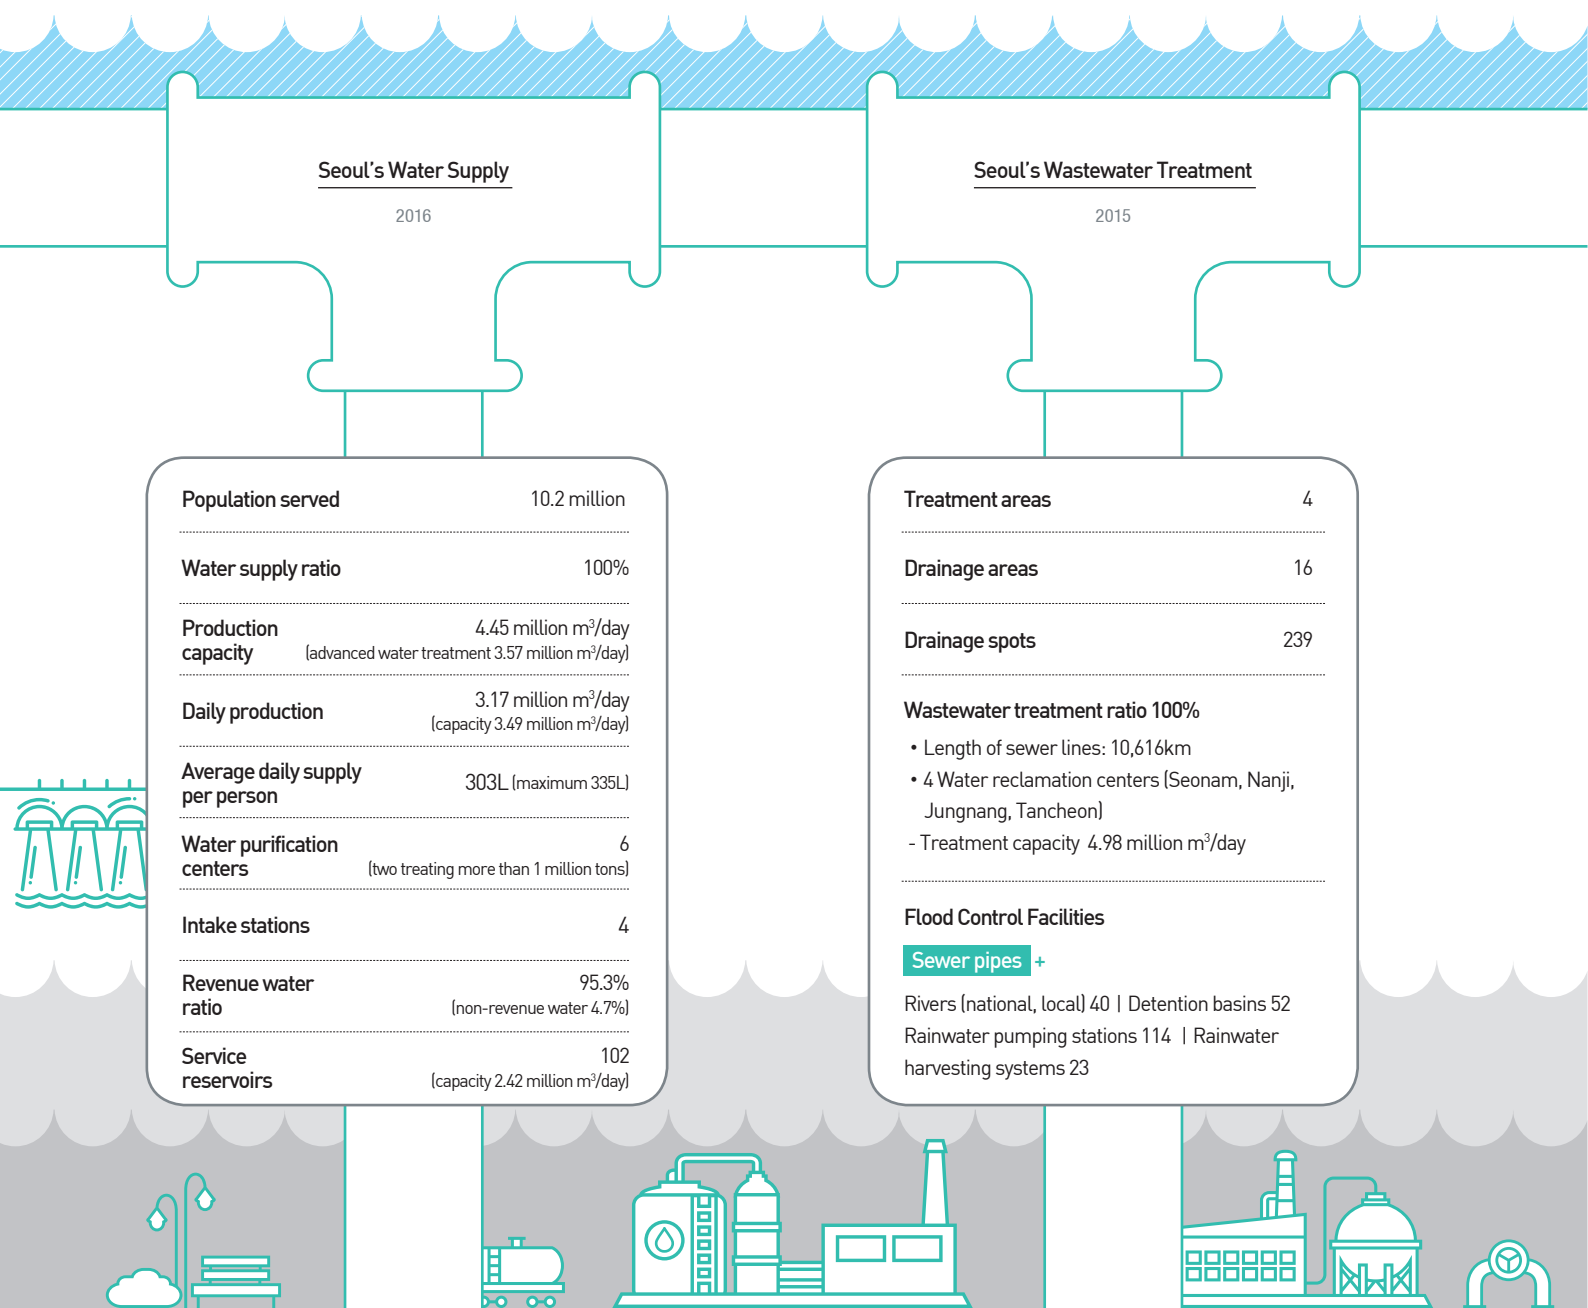 Seoul's Water Supply
2016
Population served 10.2 million
Water supply ratio 100%
Production capacity 4.45 million m³/day
(advanced water treatment 3.57 million m³/day)
Daily production 3.17 million m³/day
(capacity 3.49 million m³/day)
Average daily supply
per person 303L (maximum 335L)
Water purification
centers 6
(two treating more than 1 million tons)
Intake stations 4
Revenue water
ratio 95.3%
(non-revenue water 4.7%)
Service
reservoirs 102
(capacity 2.42 million m³/day)
Seoul's Wastewater Treatment
2015
Treatment areas 4
Drainage areas 16
Drainage spots 239
Wastewater treatment ratio 100%
• Length of sewer lines: 10,616km
• 4 Water reclamation centers (Seonam, Nanji,
Jungnang, Tancheon)
- Treatment capacity 4.98 million m³/day
Flood Control Facilities
Sewer pipes +
Rivers (national, local) 40 | Detention basins 52
Rainwater pumping stations 114 | Rainwater
harvesting systems 23